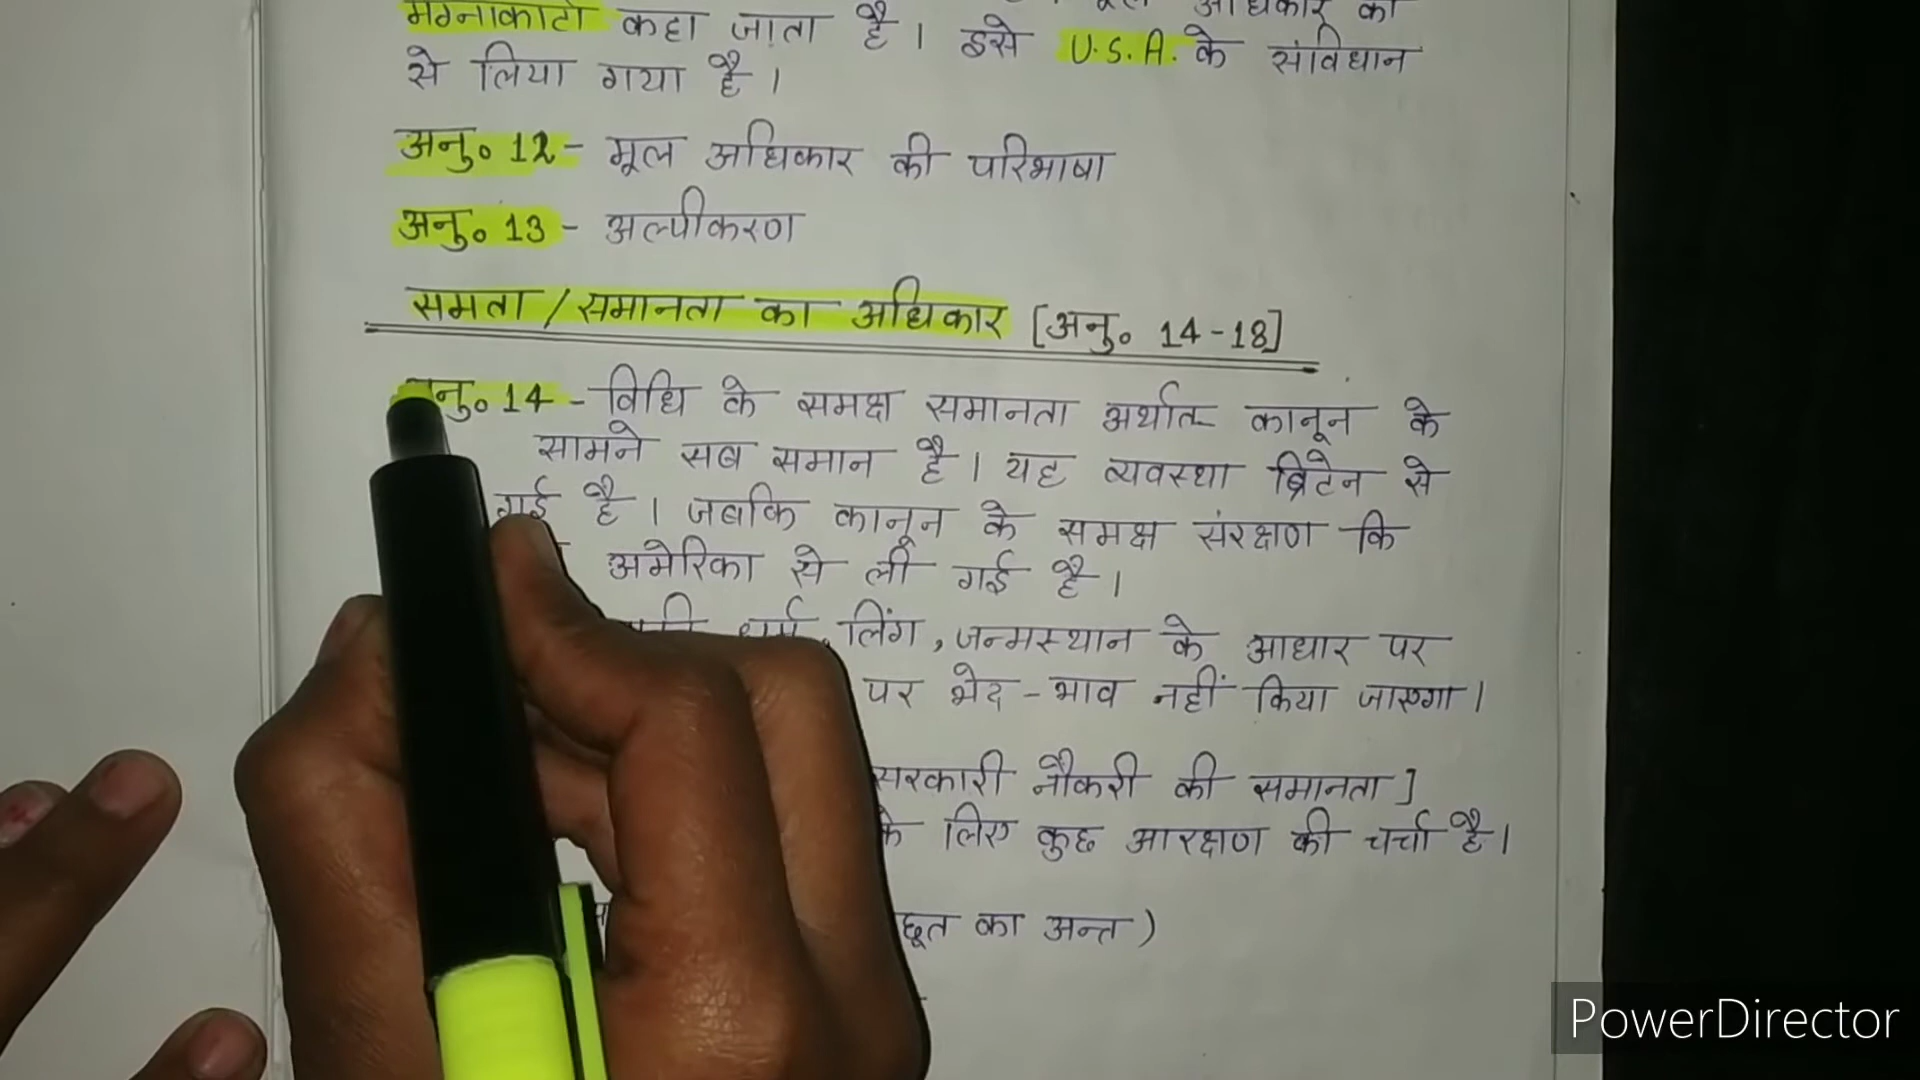 मैग्नाकार्टा कहा जाता है। इसे U.S.A. के संविधान
से लिया गया है।
अनु० 12 - मूल अधिकार की परिभाषा
अनु० 13 - अल्पीकरण
समता / समानता का अधिकार [अनु० 14-18]
अनु० 14 - विधि के समक्ष समानता अर्थात कानून के
सामने सब समान है। यह व्यवस्था ब्रिटेन से
गई है। जबकि कानून के समक्ष संरक्षण कि
अमेरिका से ली गई है।
धर्म, लिंग, जन्मस्थान के आधार पर
पर भेद-भाव नहीं किया जाएगा।
सरकारी नौकरी की समानता]
के लिए कुछ आरक्षण की चर्चा है।
छूत का अन्त)
PowerDirector